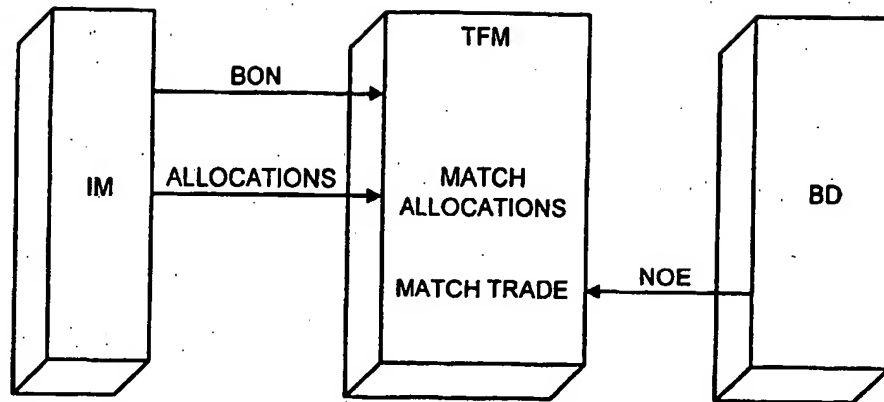 TFM
BON
IM
ALLOCATIONS
MATCH
ALLOCATIONS
BD
MATCH TRADE
NOE